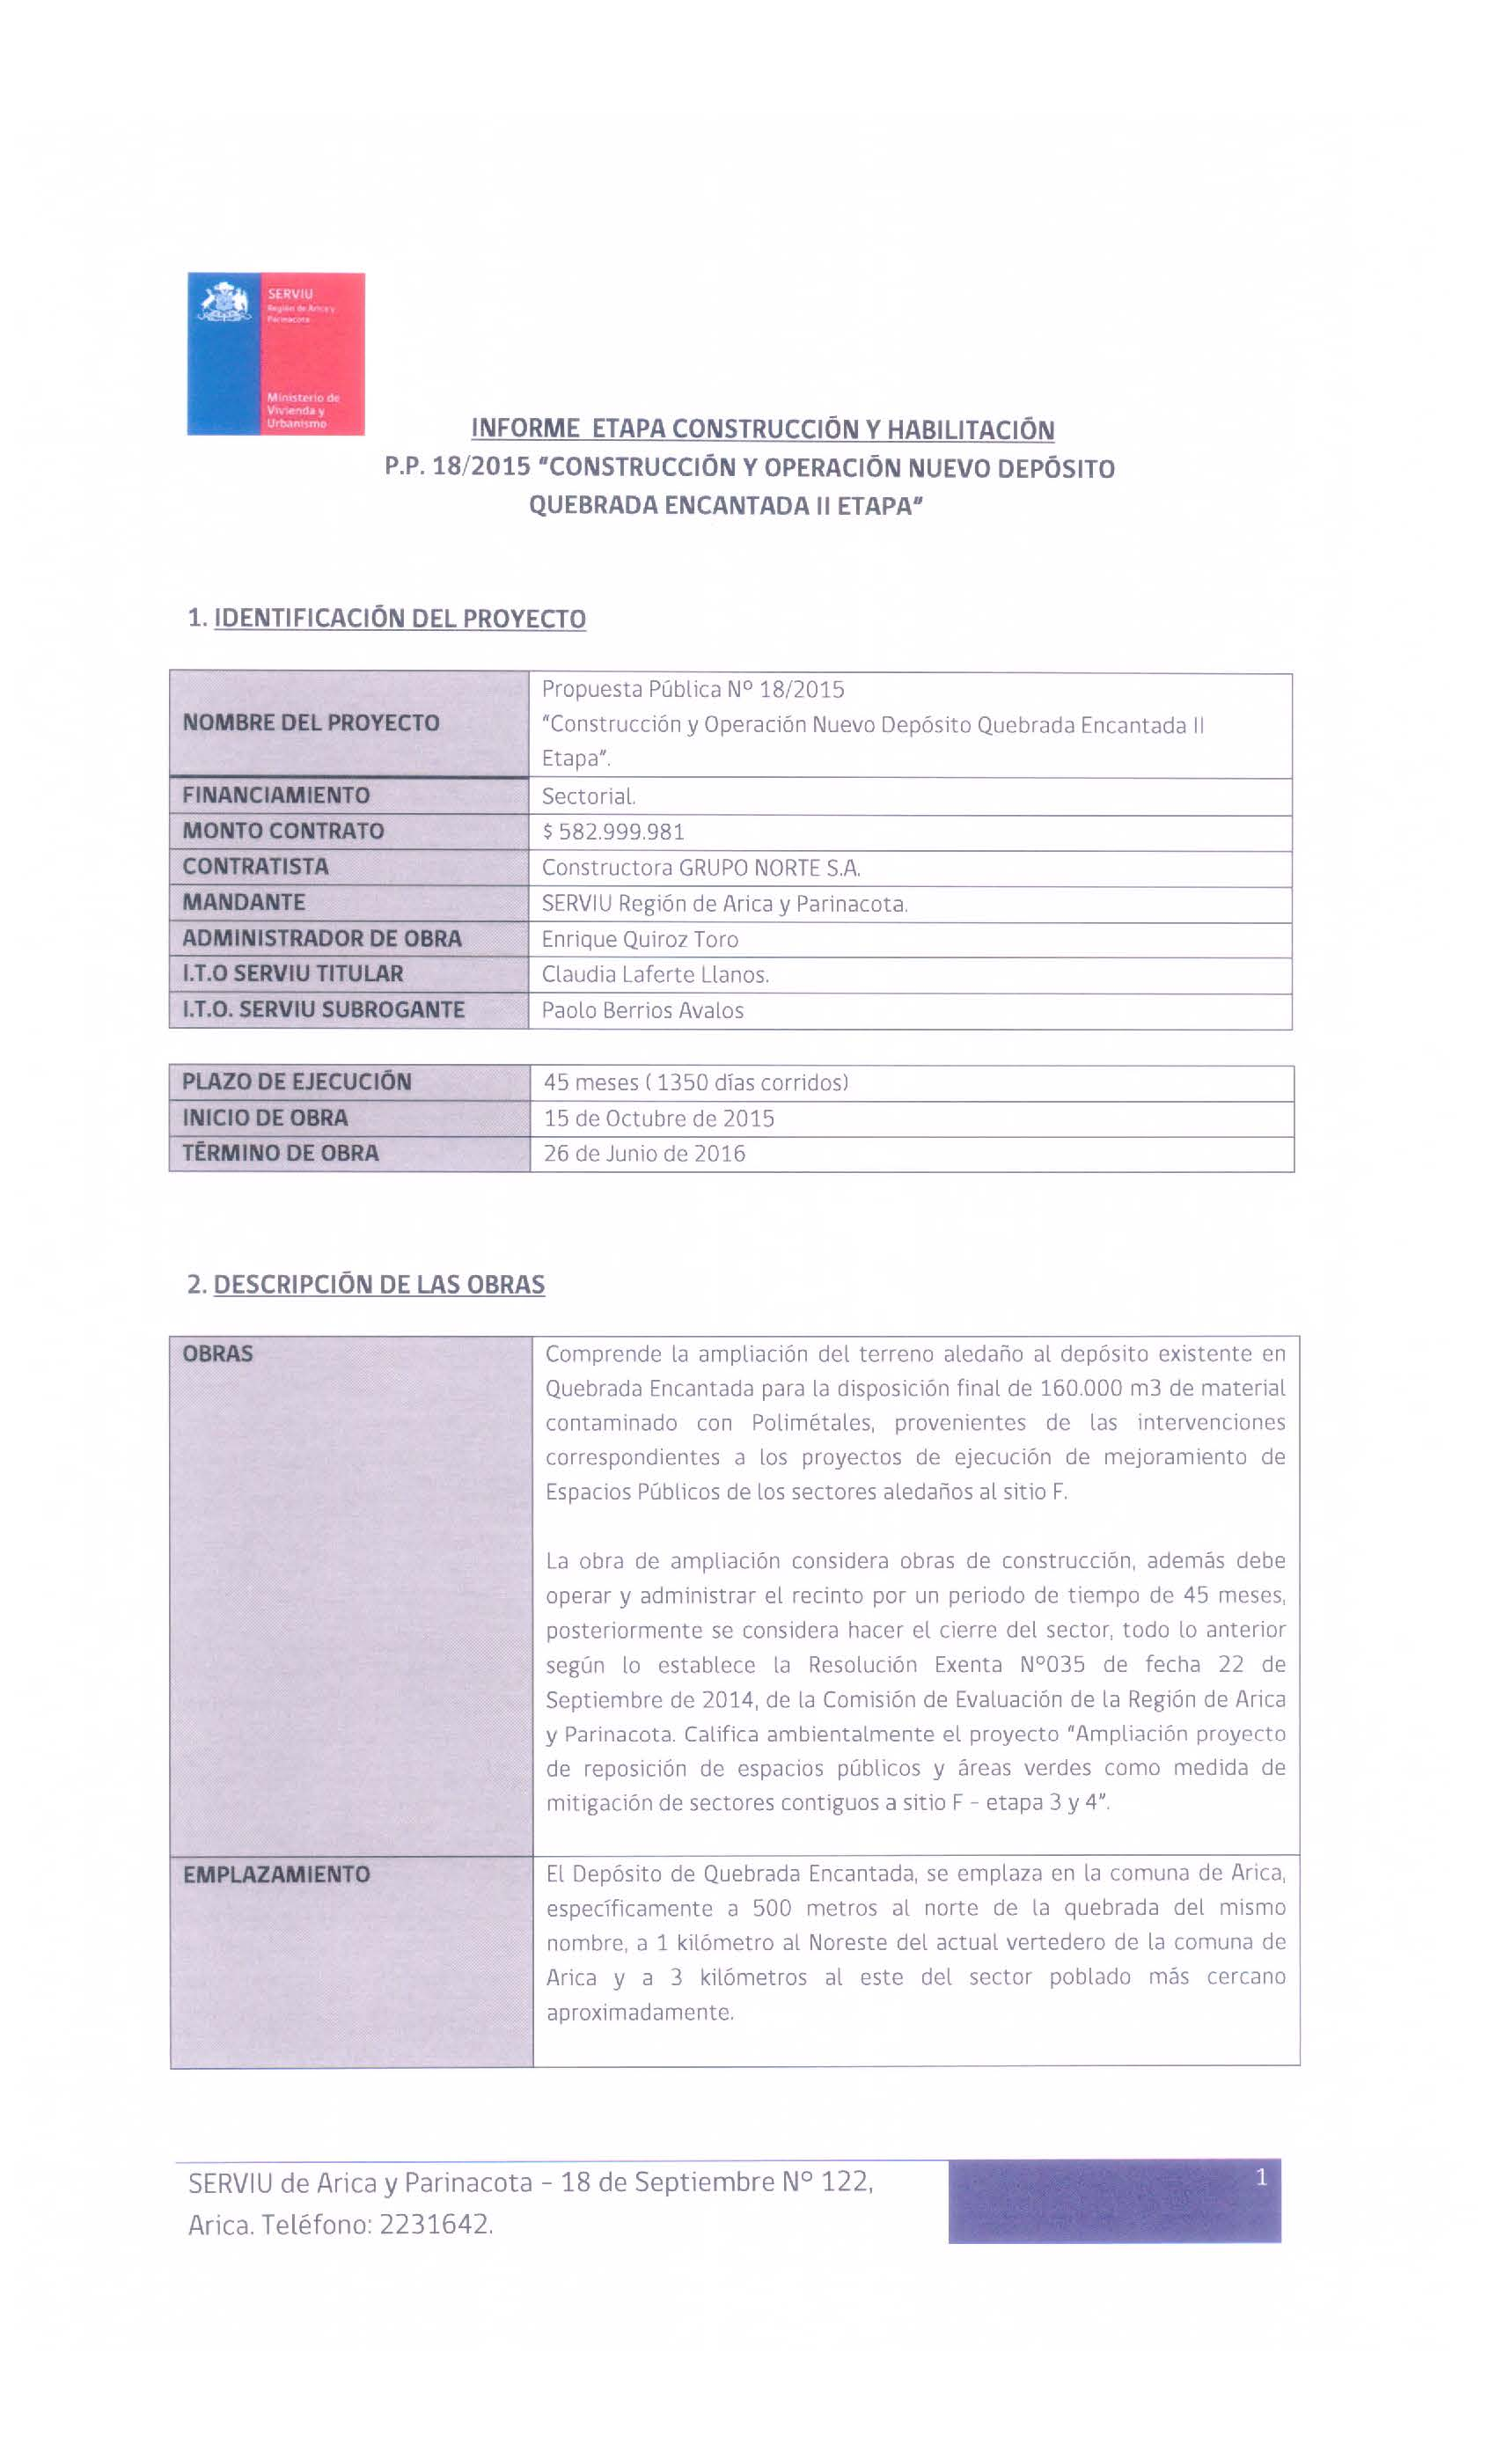 SERVIU
Región de Arica y
Parinacota
Ministerio de
Vivienda y
Urbanismo
INFORME ETAPA CONSTRUCCIÓN Y HABILITACIÓN
P.P. 18/2015 "CONSTRUCCIÓN Y OPERACIÓN NUEVO DEPÓSITO
QUEBRADA ENCANTADA II ETAPA"
1. IDENTIFICACIÓN DEL PROYECTO
NOMBRE DEL PROYECTO
Propuesta Pública Nº 18/2015
"Construcción y Operación Nuevo Depósito Quebrada Encantada II
Etapa".
FINANCIAMIENTO Sectorial.
MONTO CONTRATO $ 582.999.981
CONTRATISTA Constructora GRUPO NORTE S.A.
MANDANTE SERVIU Región de Arica y Parinacota.
ADMINISTRADOR DE OBRA Enrique Quiroz Toro
I.T.O SERVIU TITULAR Claudia Laferte Llanos.
I.T.O. SERVIU SUBROGANTE Paolo Berrios Avalos
PLAZO DE EJECUCIÓN 45 meses ( 1350 días corridos)
INICIO DE OBRA 15 de Octubre de 2015
TÉRMINO DE OBRA 26 de Junio de 2016
2. DESCRIPCIÓN DE LAS OBRAS
OBRAS
Comprende la ampliación del terreno aledaño al depósito existente en
Quebrada Encantada para la disposición final de 160.000 m3 de material
contaminado con Polimétales, provenientes de las intervenciones
correspondientes a los proyectos de ejecución de mejoramiento de
Espacios Públicos de los sectores aledaños al sitio F.
La obra de ampliación considera obras de construcción, además debe
operar y administrar el recinto por un periodo de tiempo de 45 meses,
posteriormente se considera hacer el cierre del sector, todo lo anterior
según lo establece la Resolución Exenta Nº035 de fecha 22 de
Septiembre de 2014, de la Comisión de Evaluación de la Región de Arica
y Parinacota. Califica ambientalmente el proyecto "Ampliación proyecto
de reposición de espacios públicos y áreas verdes como medida de
mitigación de sectores contiguos a sitio F – etapa 3 y 4".
EMPLAZAMIENTO
El Depósito de Quebrada Encantada, se emplaza en la comuna de Arica,
específicamente a 500 metros al norte de la quebrada del mismo
nombre, a 1 kilómetro al Noreste del actual vertedero de la comuna de
Arica y a 3 kilómetros al este del sector poblado más cercano
aproximadamente.
SERVIU de Arica y Parinacota – 18 de Septiembre Nº 122,
Arica. Teléfono: 2231642.
1